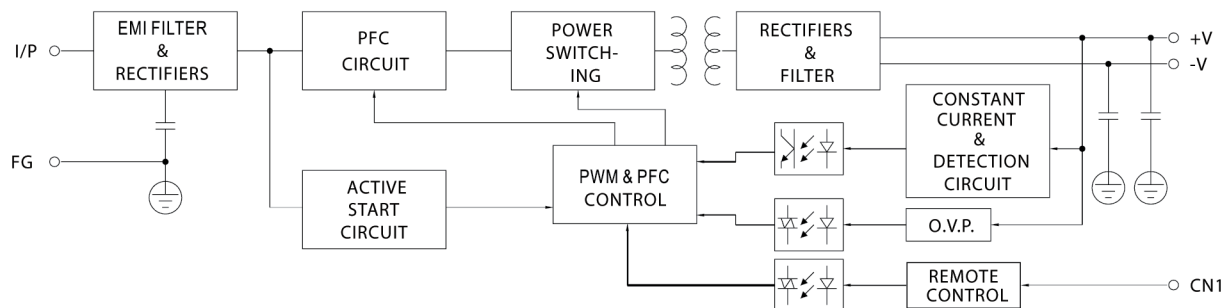 I/P
EMI FILTER
&
RECTIFIERS
PFC
CIRCUIT
POWER
SWITCH-
ING
RECTIFIERS
&
FILTER
+V
-V
FG
ACTIVE
START
CIRCUIT
PWM & PFC
CONTROL
CONSTANT
CURRENT
&
DETECTION
CIRCUIT
O.V.P.
REMOTE
CONTROL
CN1